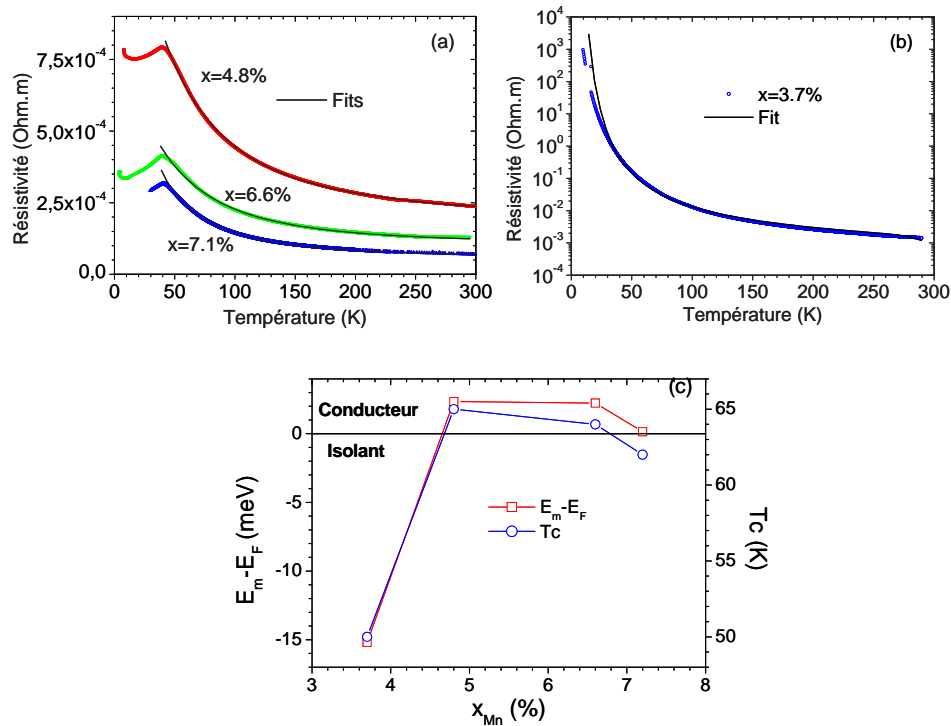 (a)
7,5x10⁻⁴
5,0x10⁻⁴
2,5x10⁻⁴
0,0
Résistivité (Ohm.m)
x=4.8%
Fits
x=6.6%
x=7.1%
0 50 100 150 200 250 300
Température (K)
(b)
10⁴
10³
10²
10¹
10⁰
10⁻¹
10⁻²
10⁻³
10⁻⁴
Résistivité (Ohm.m)
x=3.7%
Fit
0 50 100 150 200 250 300
Température (K)
(c)
Conducteur
Isolant
0
-5
-10
-15
E_m-E_F (meV)
E_m-E_F
Tc
65
60
55
50
Tc (K)
3 4 5 6 7 8
x_Mn (%)